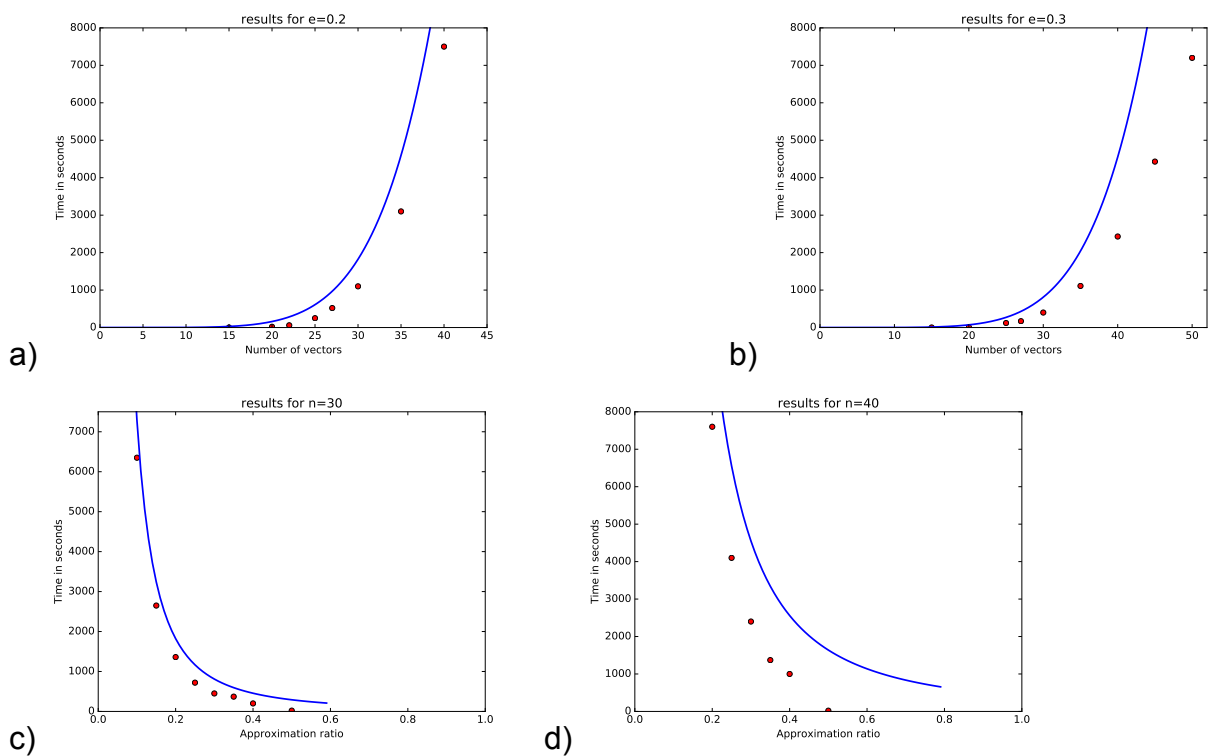 results for e=0.2
8000
7000
6000
5000
4000
3000
2000
1000
0
Time in seconds
0 5 10 15 20 25 30 35 40 45
Number of vectors
a)
results for e=0.3
8000
7000
6000
5000
4000
3000
2000
1000
0
Time in seconds
0 10 20 30 40 50
Number of vectors
b)
results for n=30
7000
6000
5000
4000
3000
2000
1000
0
Time in seconds
0.0 0.2 0.4 0.6 0.8 1.0
Approximation ratio
c)
results for n=40
8000
7000
6000
5000
4000
3000
2000
1000
0
Time in seconds
0.0 0.2 0.4 0.6 0.8 1.0
Approximation ratio
d)